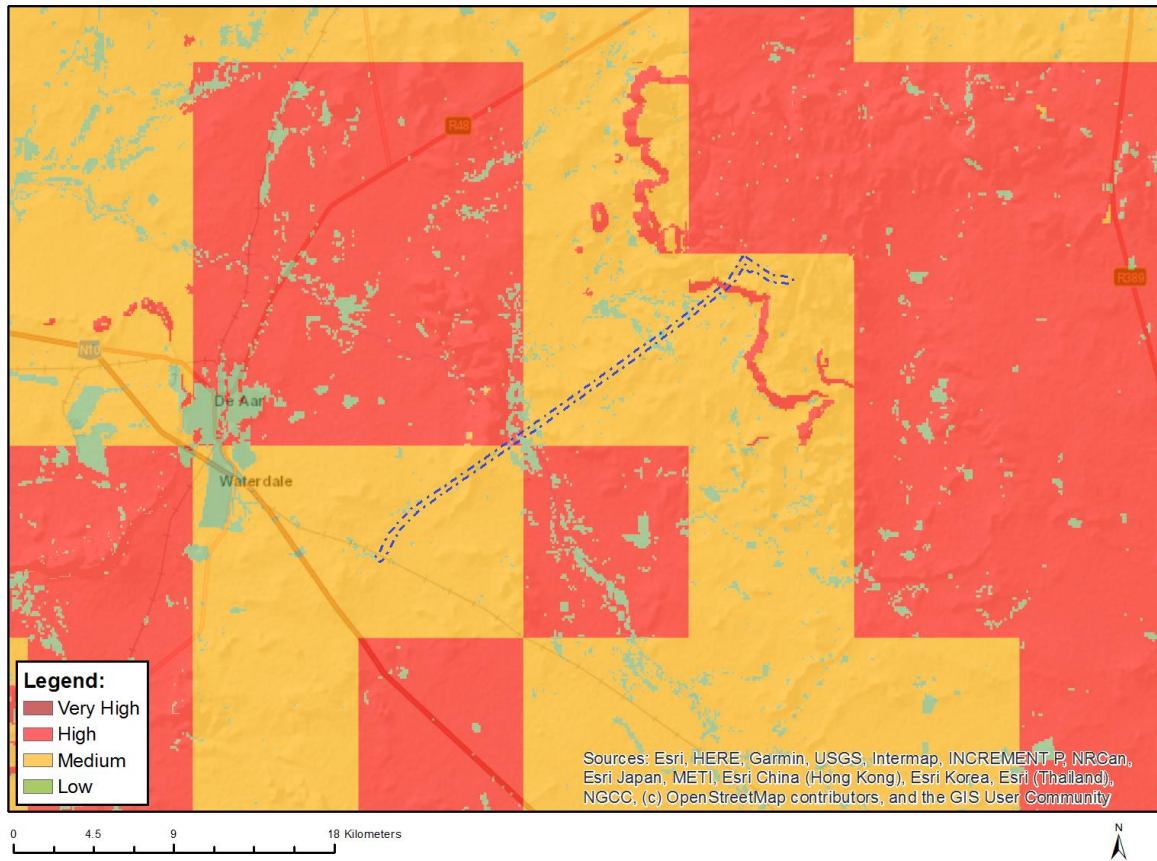 R48
R389
N10
De Aar
Waterdale
Legend:
Very High
High
Medium
Low
Sources: Esri, HERE, Garmin, USGS, Intermap, INCREMENT P, NRCan,
Esri Japan, METI, Esri China (Hong Kong), Esri Korea, Esri (Thailand),
NGCC, (c) OpenStreetMap contributors, and the GIS User Community
0 4.5 9 18 Kilometers
N